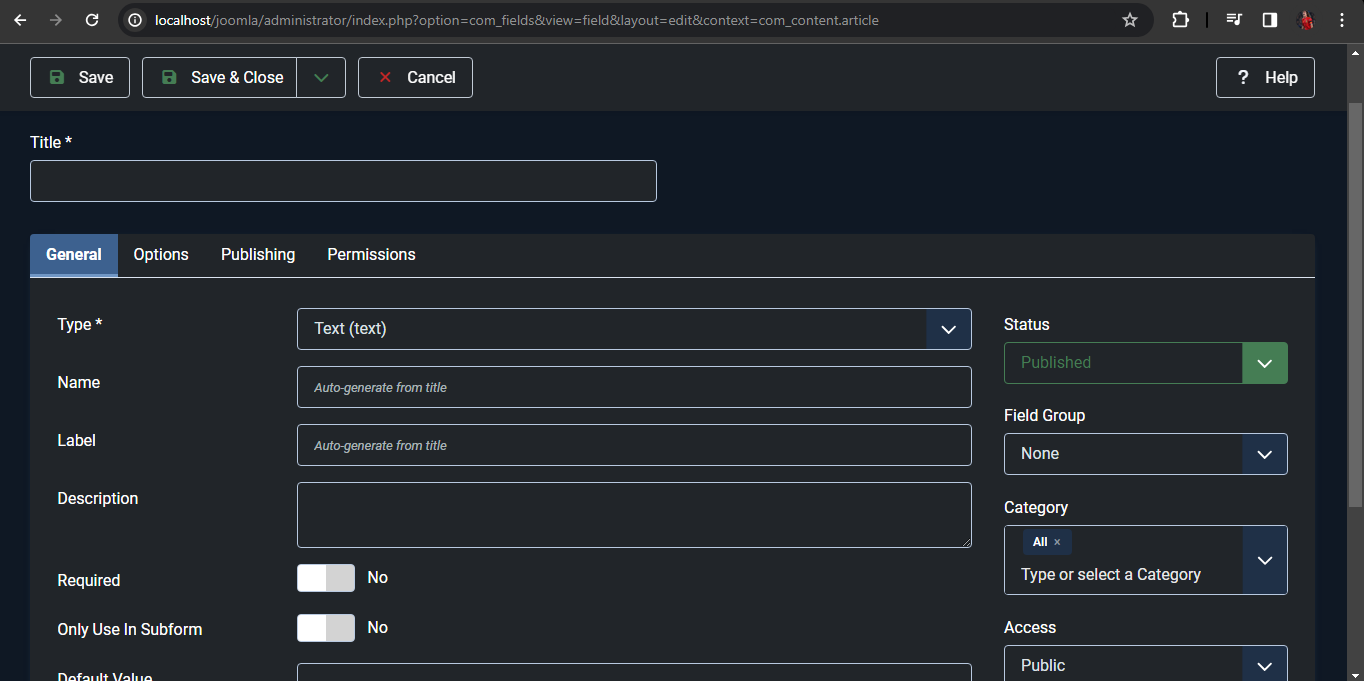 localhost/joomla/administrator/index.php?option=com_fields&view=field&layout=edit&context=com_content.article
Save
Save & Close
Cancel
? Help
Title *
General
Options
Publishing
Permissions
Type *
Text (text)
Name
Auto-generate from title
Label
Auto-generate from title
Description
Required
No
Only Use In Subform
No
Default Value
Status
Published
Field Group
None
Category
All ×
Type or select a Category
Access
Public